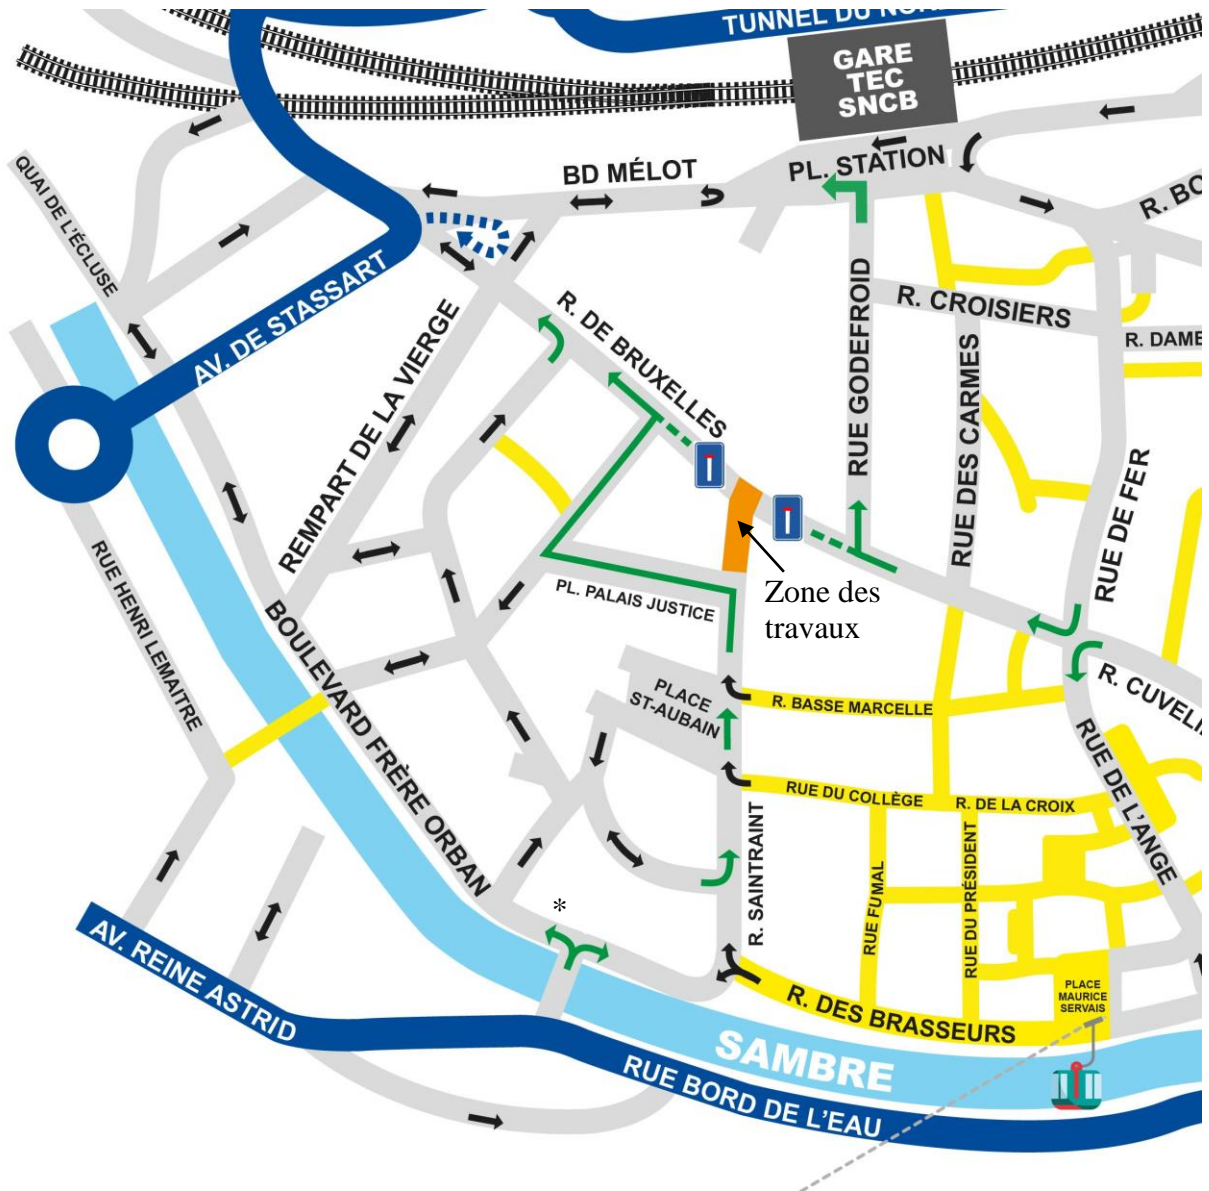 TUNNEL DU NORD
GARE
TEC
SNCB
PL. STATION
BD MÉLOT
R. BO
QUAI DE L'ÉCLUSE
AV. DE STASSART
REMPART DE LA VIERGE
R. DE BRUXELLES
RUE GODEFROID
R. CROISIERS
R. DAME
RUE DES CARMES
RUE DE FER
RUE HENRI LEMAITRE
BOULEVARD FRÈRE ORBAN
PL. PALAIS JUSTICE
Zone des
travaux
PLACE
ST-AUBAIN
R. BASSE MARCELLE
R. CUVELI
RUE DU COLLÈGE
R. DE LA CROIX
RUE DE L'ANGE
R. SAINTRAINT
RUE FUMAL
RUE DU PRÉSIDENT
*
AV. REINE ASTRID
R. DES BRASSEURS
PLACE
MAURICE
SERVAIS
SAMBRE
RUE BORD DE L'EAU